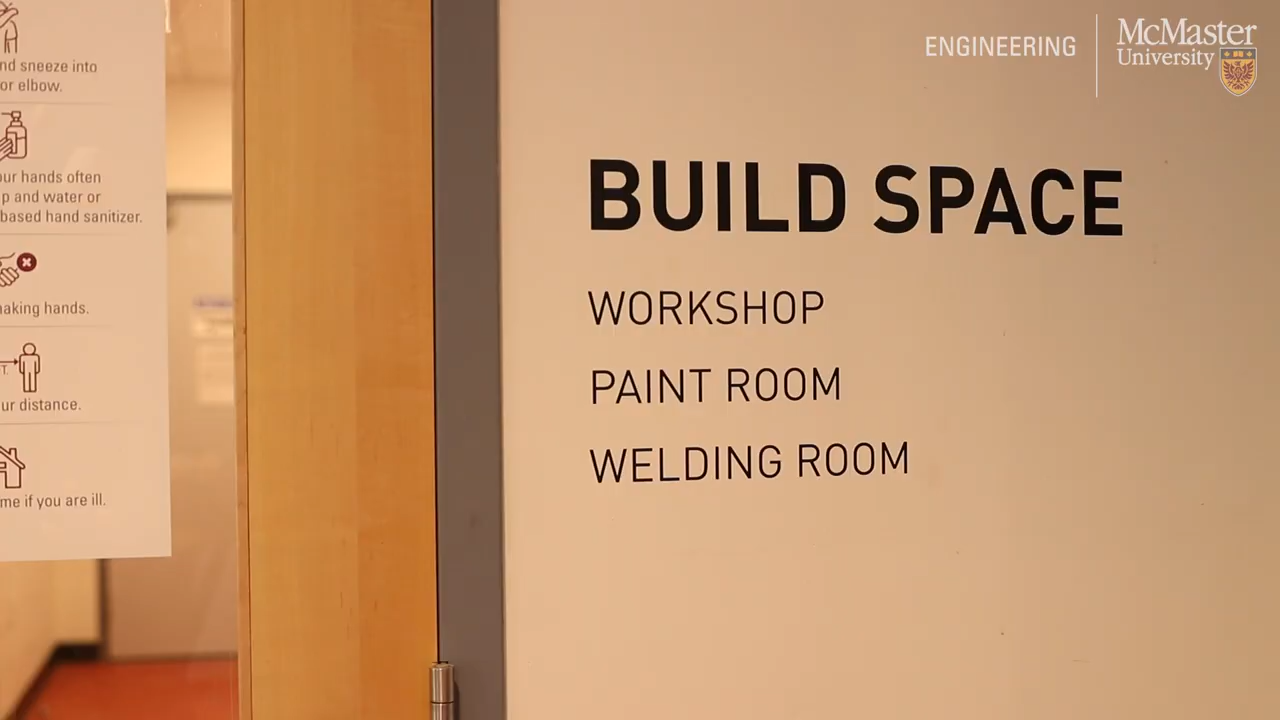 nd sneeze into
or elbow.
ur hands often
p and water or
based hand sanitizer.
aking hands.
T.
ur distance.
me if you are ill.
ENGINEERING
McMaster
University
BUILD SPACE
WORKSHOP
PAINT ROOM
WELDING ROOM